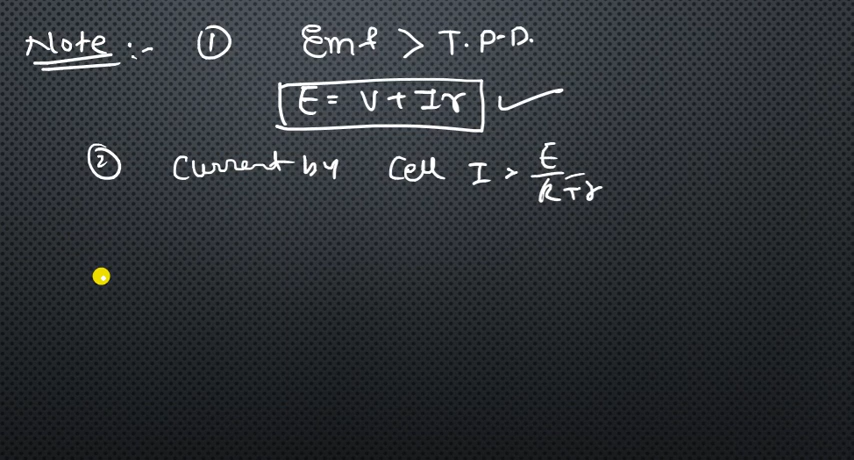 Note :- ① Emf > T.P.D.
E = V + Ir
② Current by Cell I > E/R+r